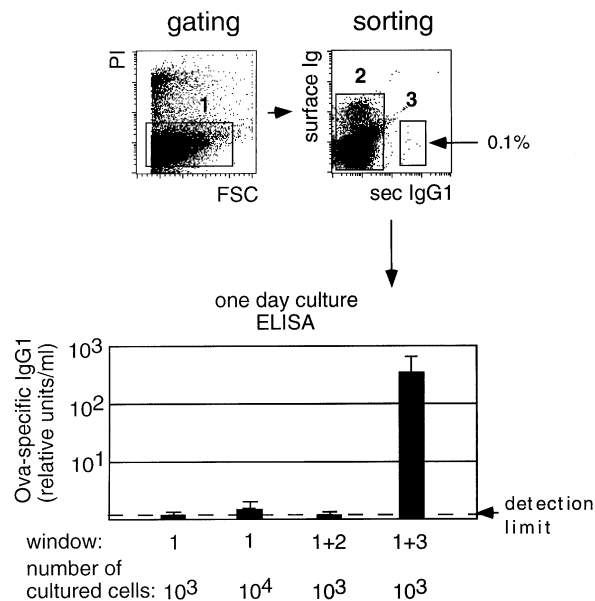 gating
sorting
PI
1
FSC
surface Ig
2
3
0.1%
sec IgG1
one day culture
ELISA
Ova-specific IgG1
(relative units/ml)
10³
10²
10¹
detection
limit
window: 1 1 1+2 1+3
number of
cultured cells: 10³ 10⁴ 10³ 10³